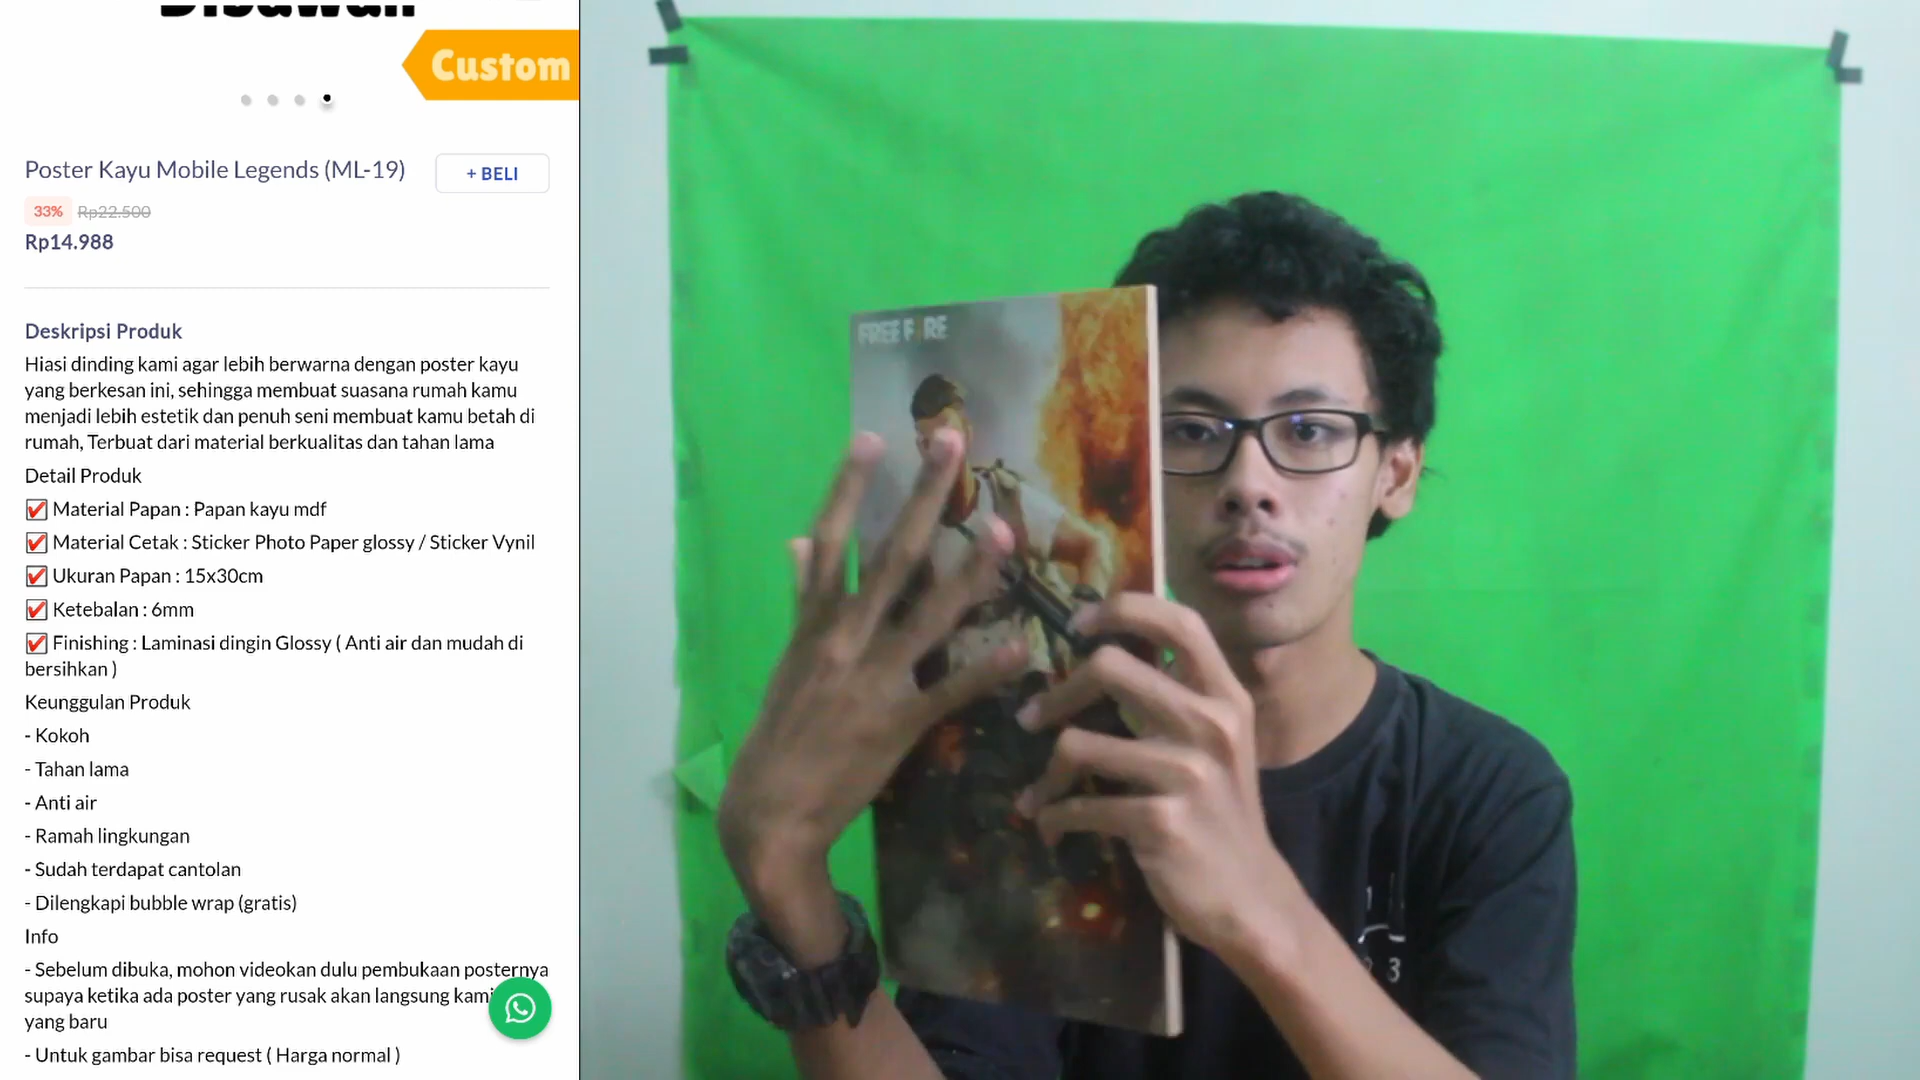 Custom
Poster Kayu Mobile Legends (ML-19)
+ BELI
33% Rp22.500
Rp14.988
Deskripsi Produk
Hiasi dinding kami agar lebih berwarna dengan poster kayu
yang berkesan ini, sehingga membuat suasana rumah kamu
menjadi lebih estetik dan penuh seni membuat kamu betah di
rumah, Terbuat dari material berkualitas dan tahan lama
Detail Produk
Material Papan : Papan kayu mdf
Material Cetak : Sticker Photo Paper glossy / Sticker Vynil
Ukuran Papan : 15x30cm
Ketebalan : 6mm
Finishing : Laminasi dingin Glossy ( Anti air dan mudah di
bersihkan )
Keunggulan Produk
- Kokoh
- Tahan lama
- Anti air
- Ramah lingkungan
- Sudah terdapat cantolan
- Dilengkapi bubble wrap (gratis)
Info
- Sebelum dibuka, mohon videokan dulu pembukaan posternya
supaya ketika ada poster yang rusak akan langsung kami
yang baru
- Untuk gambar bisa request ( Harga normal )
FREE FIRE